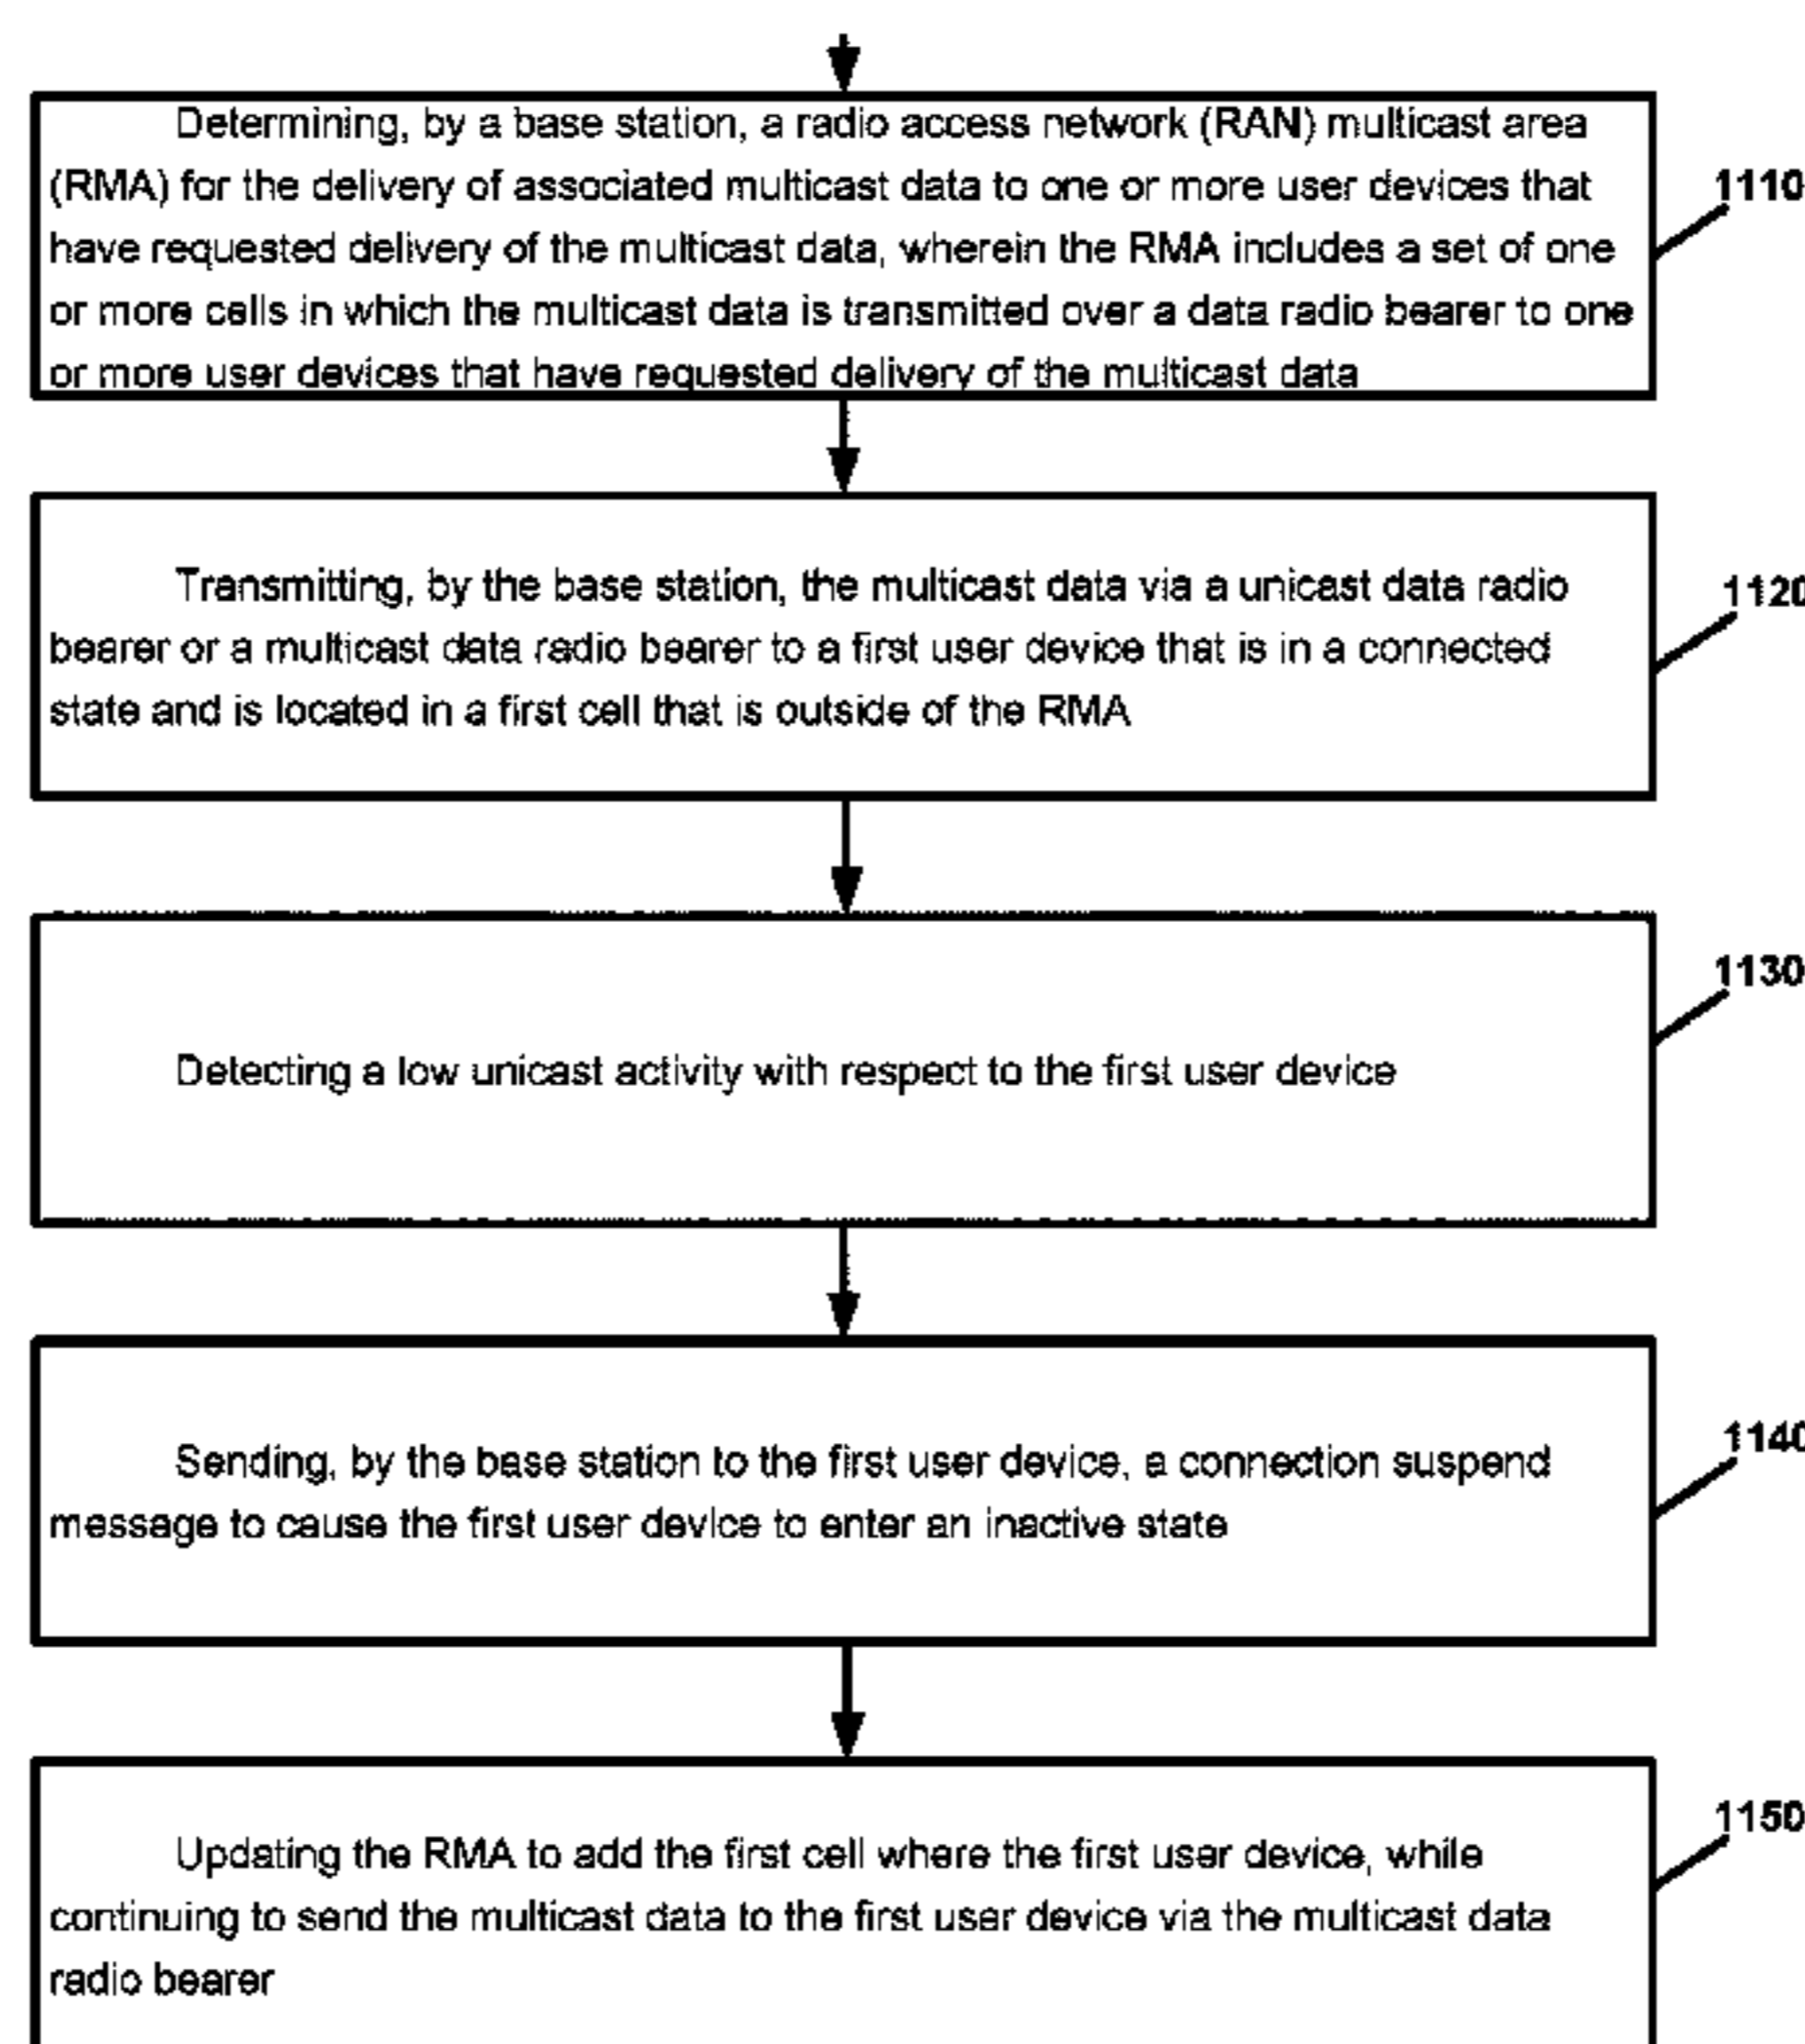 Determining, by a base station, a radio access network (RAN) multicast area
(RMA) for the delivery of associated multicast data to one or more user devices that
have requested delivery of the multicast data, wherein the RMA includes a set of one
or more cells in which the multicast data is transmitted over a data radio bearer to one
or more user devices that have requested delivery of the multicast data
1110
Transmitting, by the base station, the multicast data via a unicast data radio
bearer or a multicast data radio bearer to a first user device that is in a connected
state and is located in a first cell that is outside of the RMA
1120
Detecting a low unicast activity with respect to the first user device
1130
Sending, by the base station to the first user device, a connection suspend
message to cause the first user device to enter an inactive state
1140
Updating the RMA to add the first cell where the first user device, while
continuing to send the multicast data to the first user device via the multicast data
radio bearer
1150